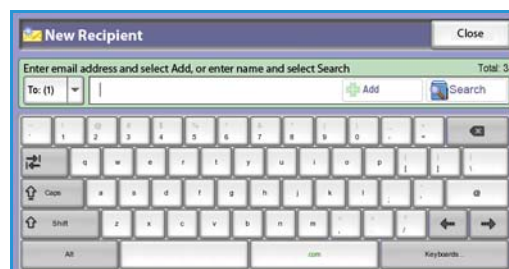 New Recipient
Close
Enter email address and select Add, or enter name and select Search
Total: 3
To: (1)
Add
Search
1 2 3 4 5 6 7 8 9 0
q w e r t y u i o p
Caps a s d f g h j k l @
Shift z x c v b n m
Alt .com Keyboards...